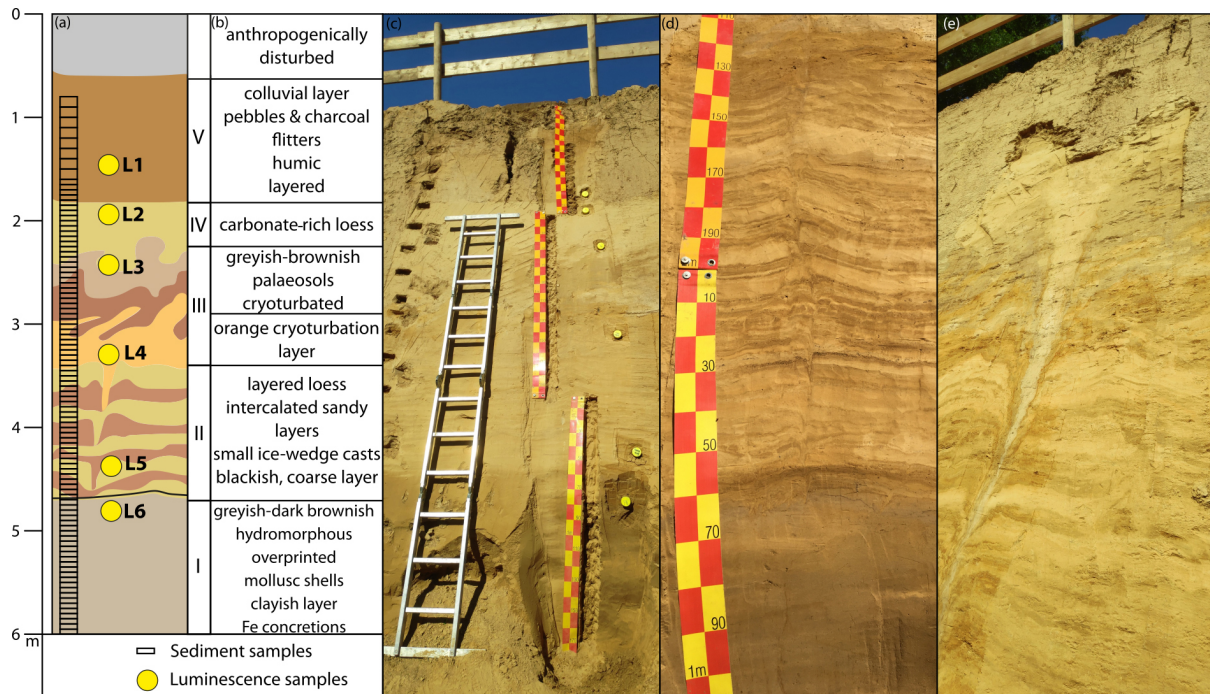 0
1
2
3
4
5
6
m
(a)
L1
L2
L3
L4
L5
L6
(b)
anthropogenically
disturbed
V
colluvial layer
pebbles & charcoal
flitters
humic
layered
IV
carbonate-rich loess
III
greyish-brownish
palaeosols
cryoturbated
orange cryoturbation
layer
II
layered loess
intercalated sandy
layers
small ice-wedge casts
blackish, coarse layer
I
greyish-dark brownish
hydromorphous
overprinted
mollusc shells
clayish layer
Fe concretions
Sediment samples
Luminescence samples
(c)
(d)
130
150
170
190
m
10
30
50
70
90
1m
(e)